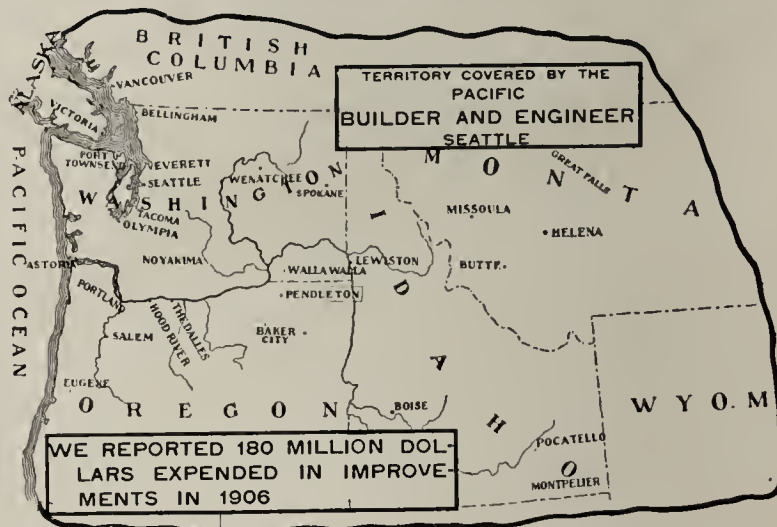 BRITISH
COLUMBIA
ALASKA
VANCOUVER
VICTORIA
BELLINGHAM
TERRITORY COVERED BY THE
PACIFIC
BUILDER AND ENGINEER
SEATTLE
PACIFIC OCEAN
PORT
TOWNSEND
EVERETT
SEATTLE
WASHINGTON
WENATCHEE
SPOKANE
TACOMA
OLYMPIA
MONTA
GREAT FALLS
MISSOULA
HELENA
BUTTE
ASTORIA
NOYAKIMA
WALLA WALLA
LEWISTON
PENDLETON
PORTLAND
HOOD RIVER
THE DALLES
SALEM
BAKER
CITY
IDAHO
EUGENE
OREGON
BOISE
WYO.M
POCATELLO
MONTPELIER
WE REPORTED 180 MILLION DOL-
LARS EXPENDED IN IMPROVE-
MENTS IN 1906